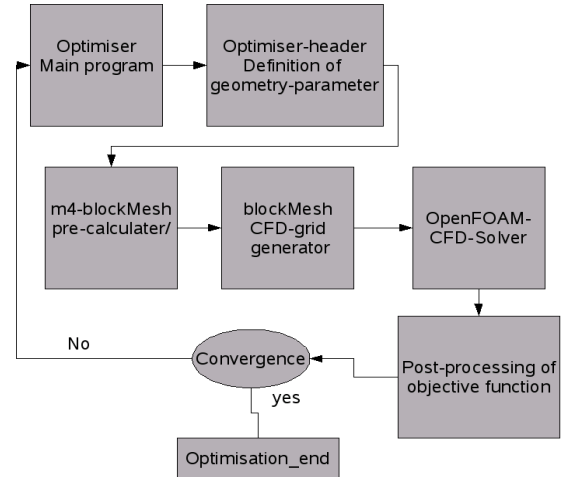 Optimiser
Main program
Optimiser-header
Definition of
geometry-parameter
m4-blockMesh
pre-calculater/
blockMesh
CFD-grid
generator
OpenFOAM-
CFD-Solver
Post-processing of
objective function
Convergence
No
yes
Optimisation_end